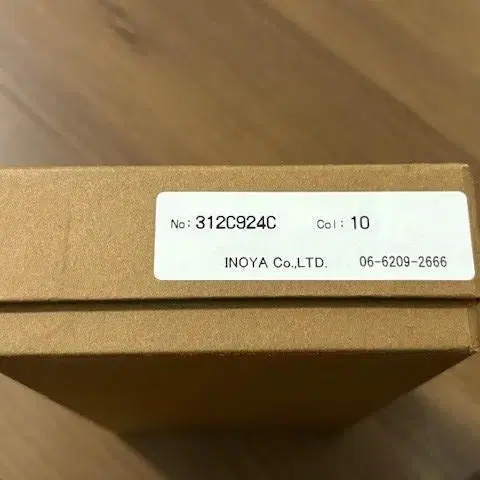 No: 312C924C Col: 10
INOYA Co.,LTD. 06-6209-2666